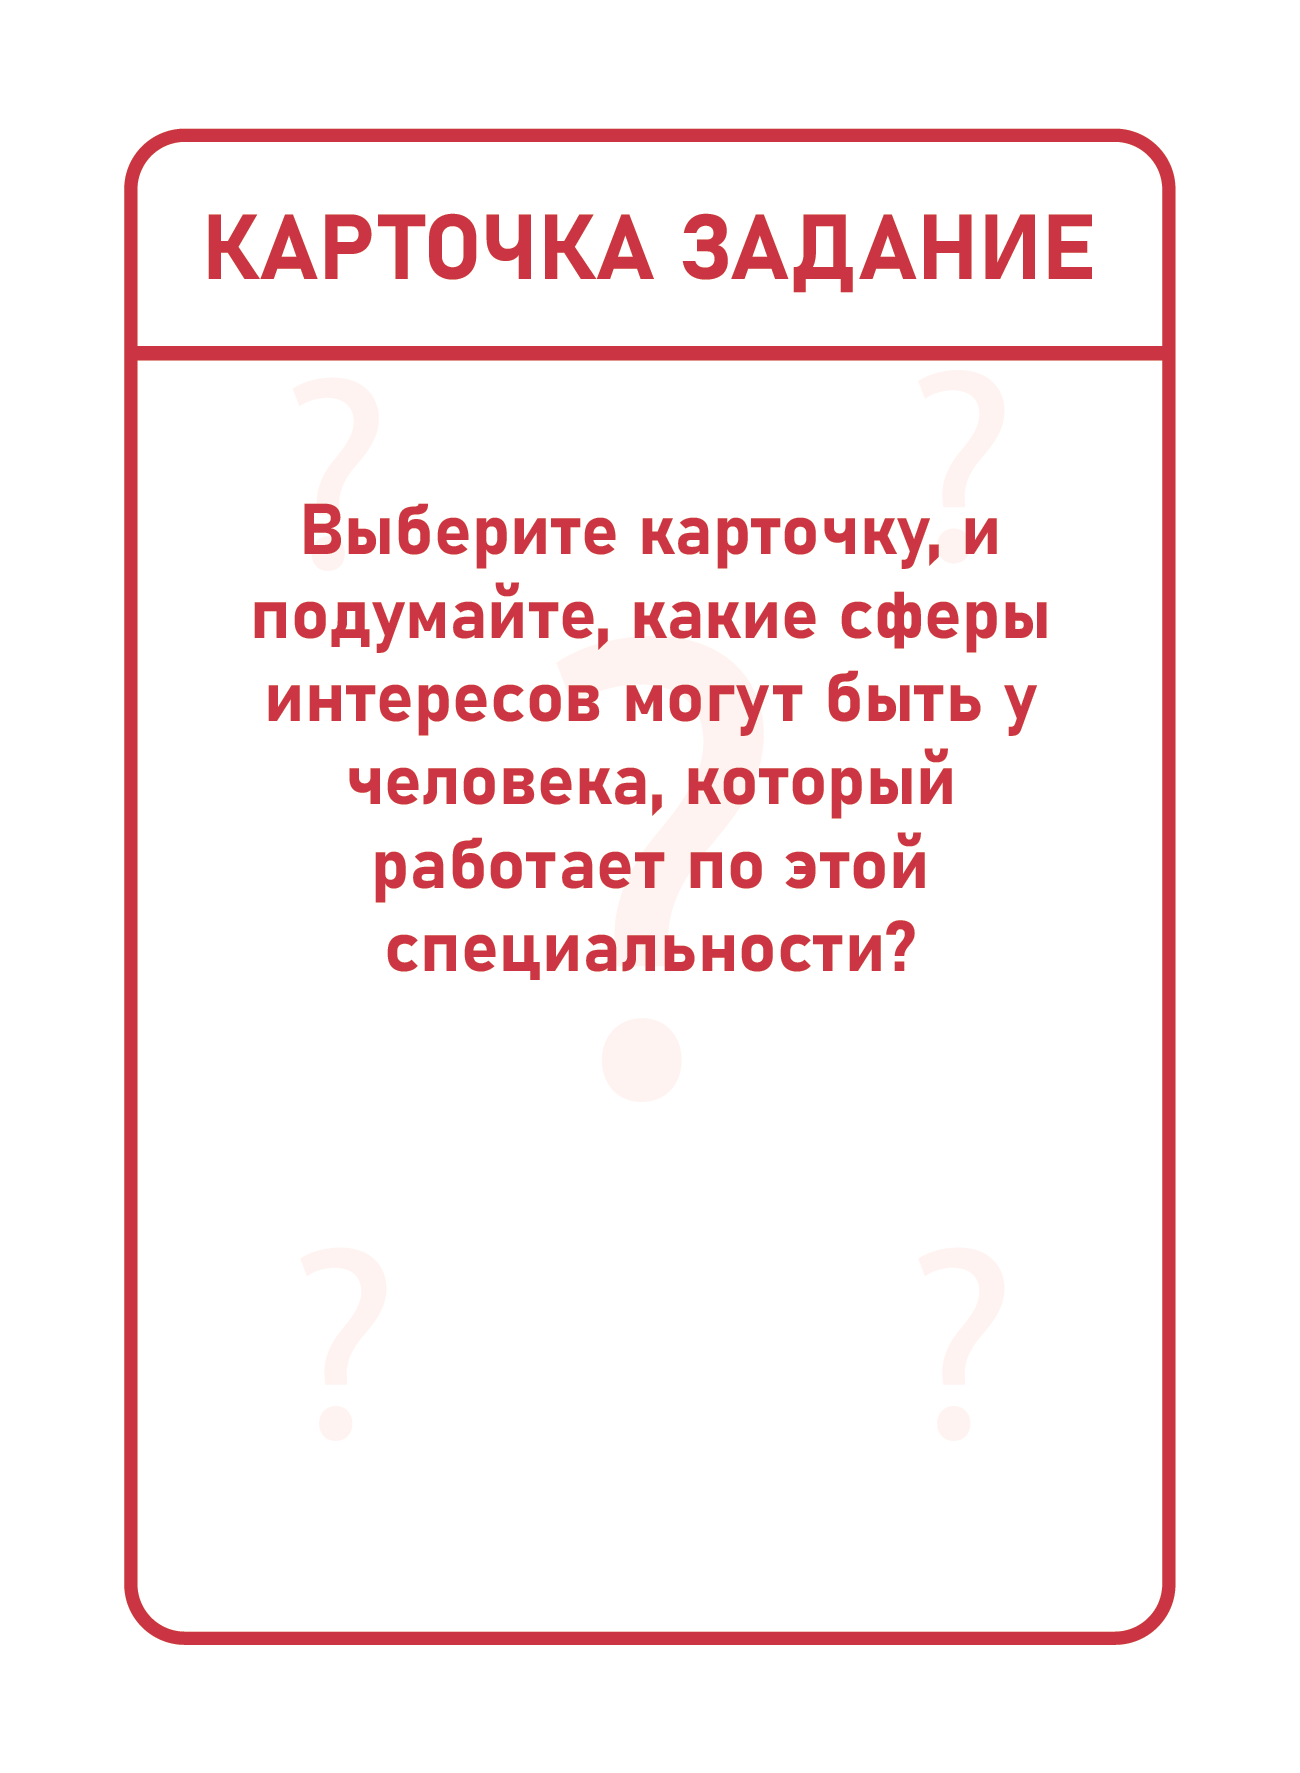 КАРТОЧКА ЗАДАНИЕ
Выберите карточку, и
подумайте, какие сферы
интересов могут быть у
человека, который
работает по этой
специальности?